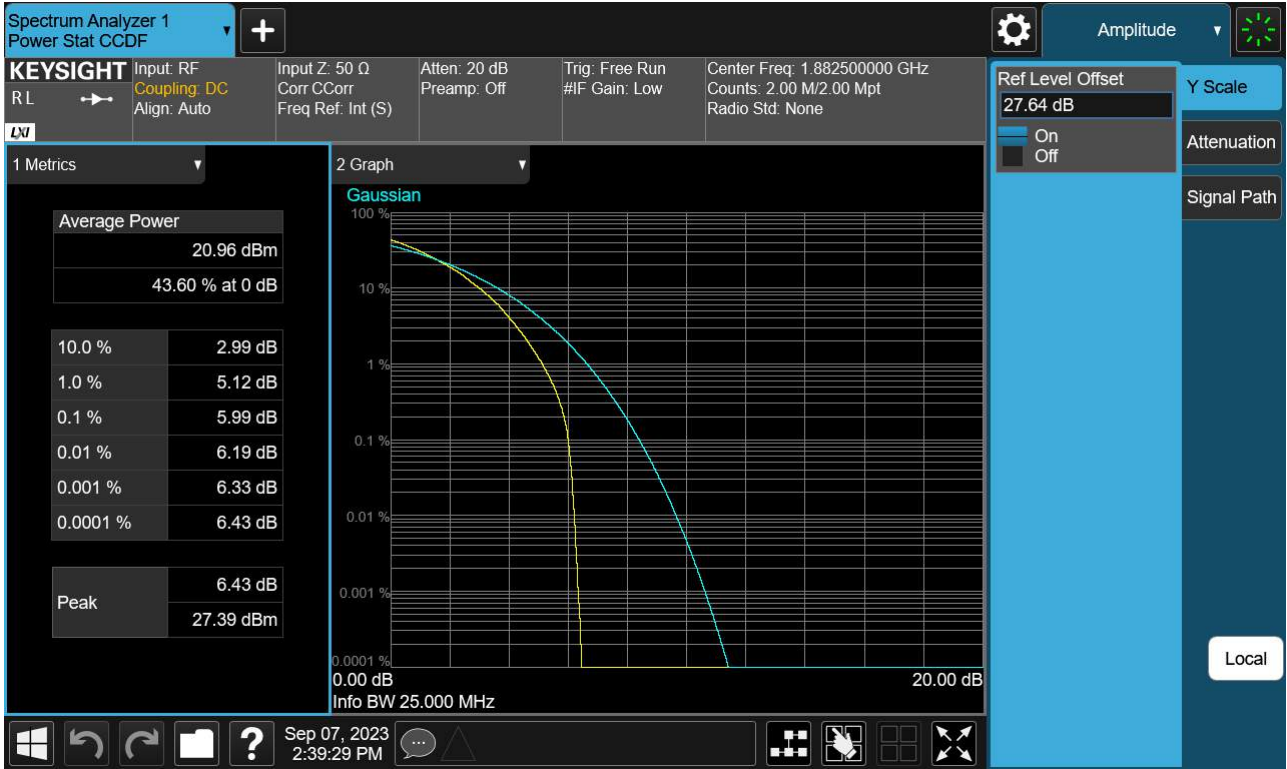 Spectrum Analyzer 1
Power Stat CCDF
+
Amplitude
KEYSIGHT
RL
LXI
Input: RF
Coupling: DC
Align: Auto
Input Z: 50 Ω
Corr CCorr
Freq Ref: Int (S)
Atten: 20 dB
Preamp: Off
Trig: Free Run
#IF Gain: Low
Center Freq: 1.882500000 GHz
Counts: 2.00 M/2.00 Mpt
Radio Std: None
Ref Level Offset
27.64 dB
On
Off
Y Scale
Attenuation
Signal Path
1 Metrics
Average Power
20.96 dBm
43.60 % at 0 dB
10.0 % 2.99 dB
1.0 % 5.12 dB
0.1 % 5.99 dB
0.01 % 6.19 dB
0.001 % 6.33 dB
0.0001 % 6.43 dB
Peak
6.43 dB
27.39 dBm
2 Graph
Gaussian
100 %
10 %
1 %
0.1 %
0.01 %
0.001 %
0.0001 %
0.00 dB 20.00 dB
Info BW 25.000 MHz
Local
?
Sep 07, 2023
2:39:29 PM